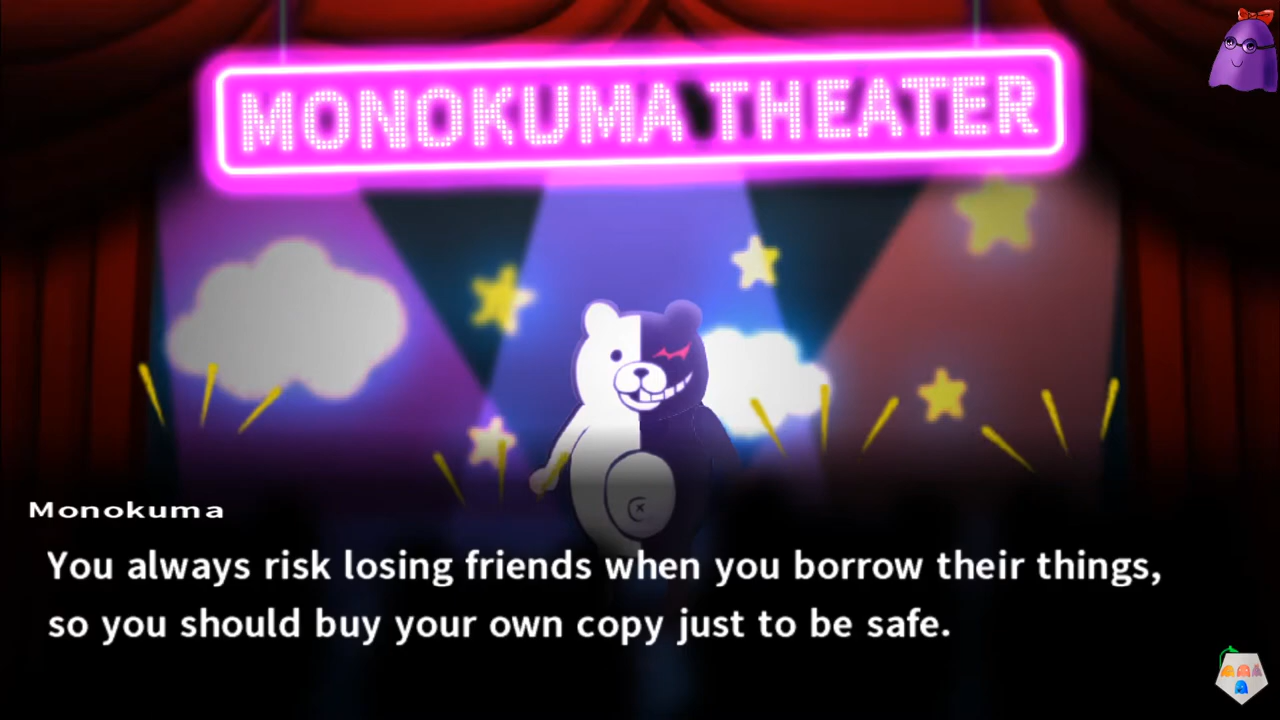 MONOKUMA THEATER
Monokuma
You always risk losing friends when you borrow their things,
so you should buy your own copy just to be safe.